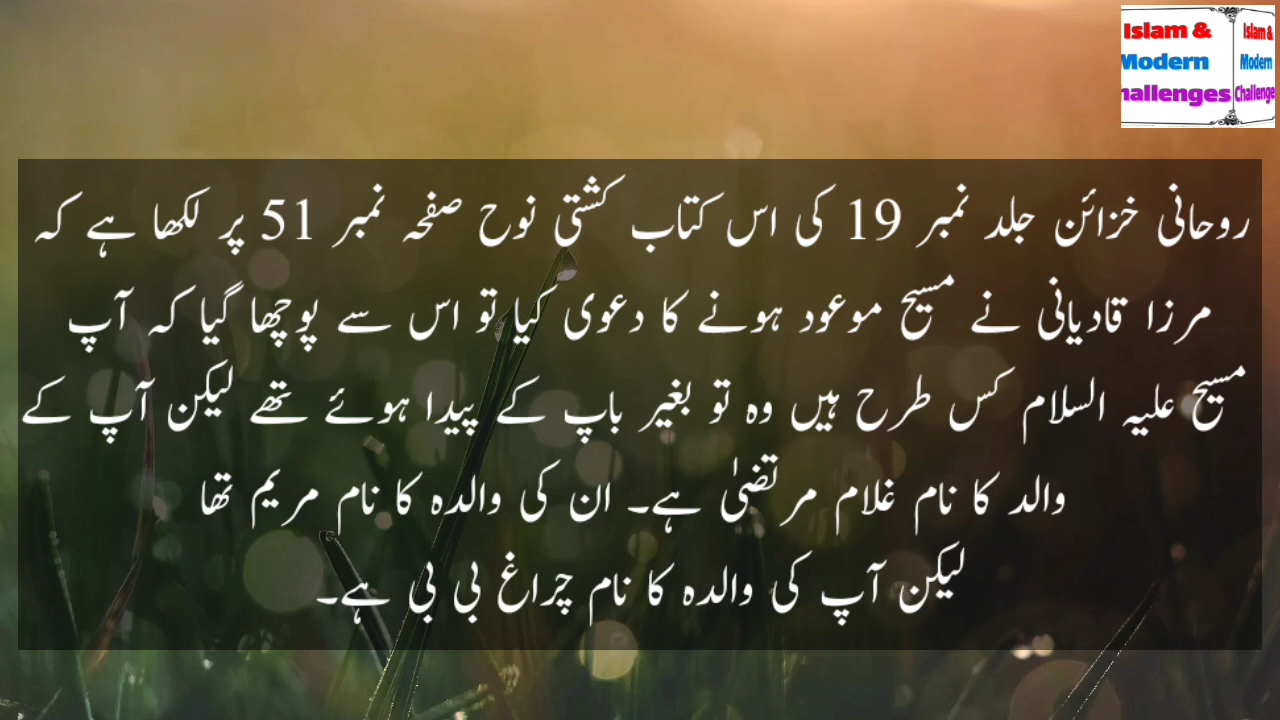 Islam &
Modern
hallenges
Islam &
Modern
Challenge
روحانی خزائن جلد نمبر 19 کی اس کتاب کشتی نوح صفحہ نمبر 51 پر لکھا ہے کہ
مرزا قادیانی نے مسیح موعود ہونے کا دعوی کیا تو اس سے پوچھا گیا کہ آپ
مسیح علیہ السلام کس طرح ہیں وہ تو بغیر باپ کے پیدا ہوئے تھے لیکن آپ کے
والد کا نام غلام مرتضیٰ ہے۔ ان کی والدہ کا نام مریم تھا
لیکن آپ کی والدہ کا نام چراغ بی بی ہے۔